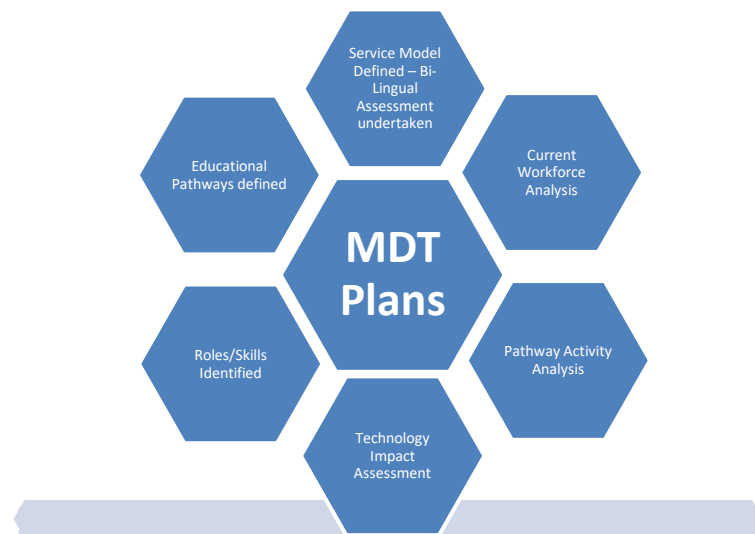 Service Model
Defined – Bi-
Lingual
Assessment
undertaken
Current
Workforce
Analysis
Pathway Activity
Analysis
Technology
Impact
Assessment
Roles/Skills
Identified
Educational
Pathways defined
MDT
Plans